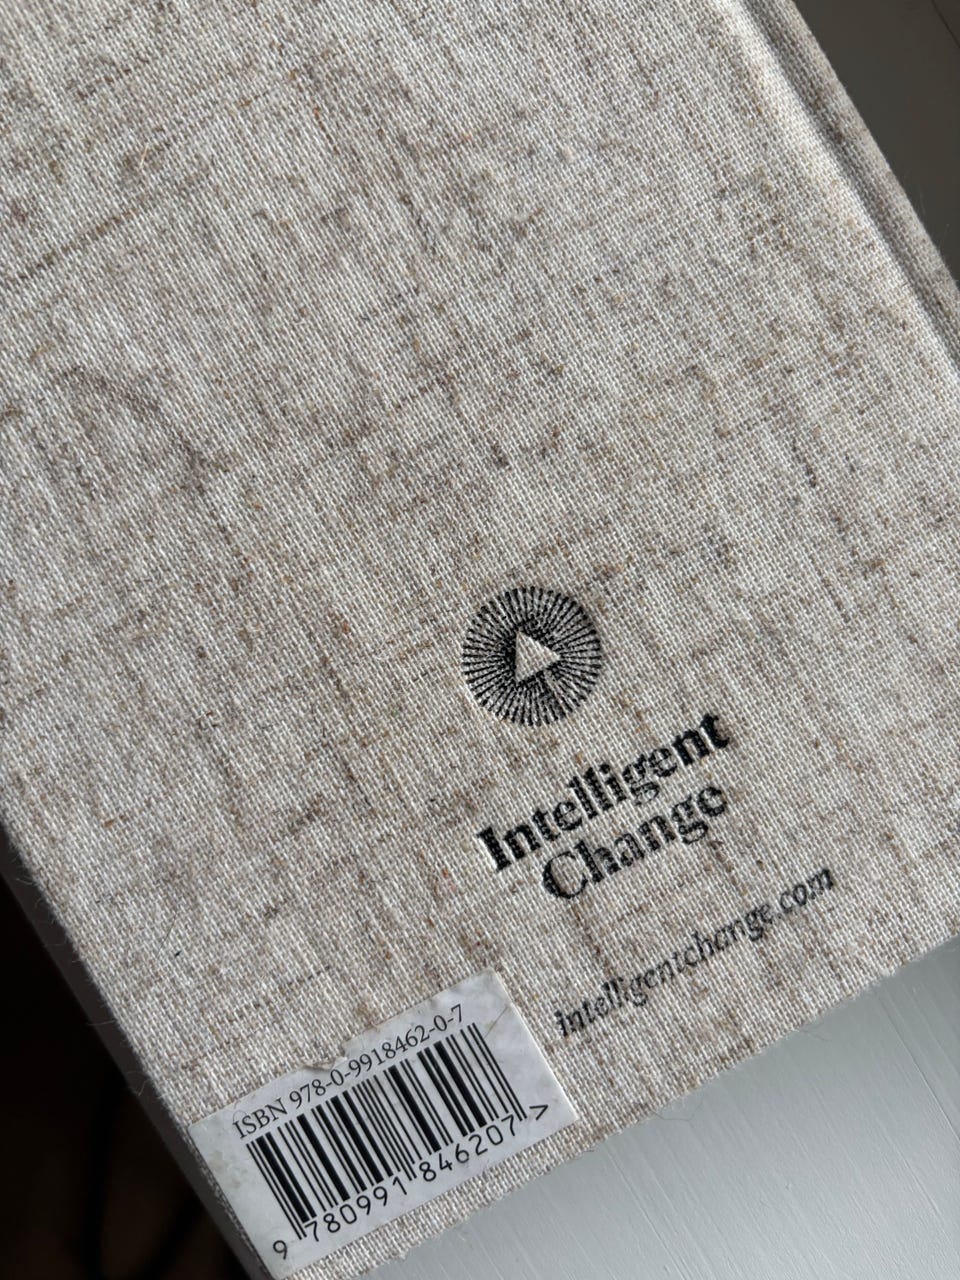 Intelligent
Change
intelligentchange.com
ISBN 978-0-9918462-0-7
9 780991 846207 >